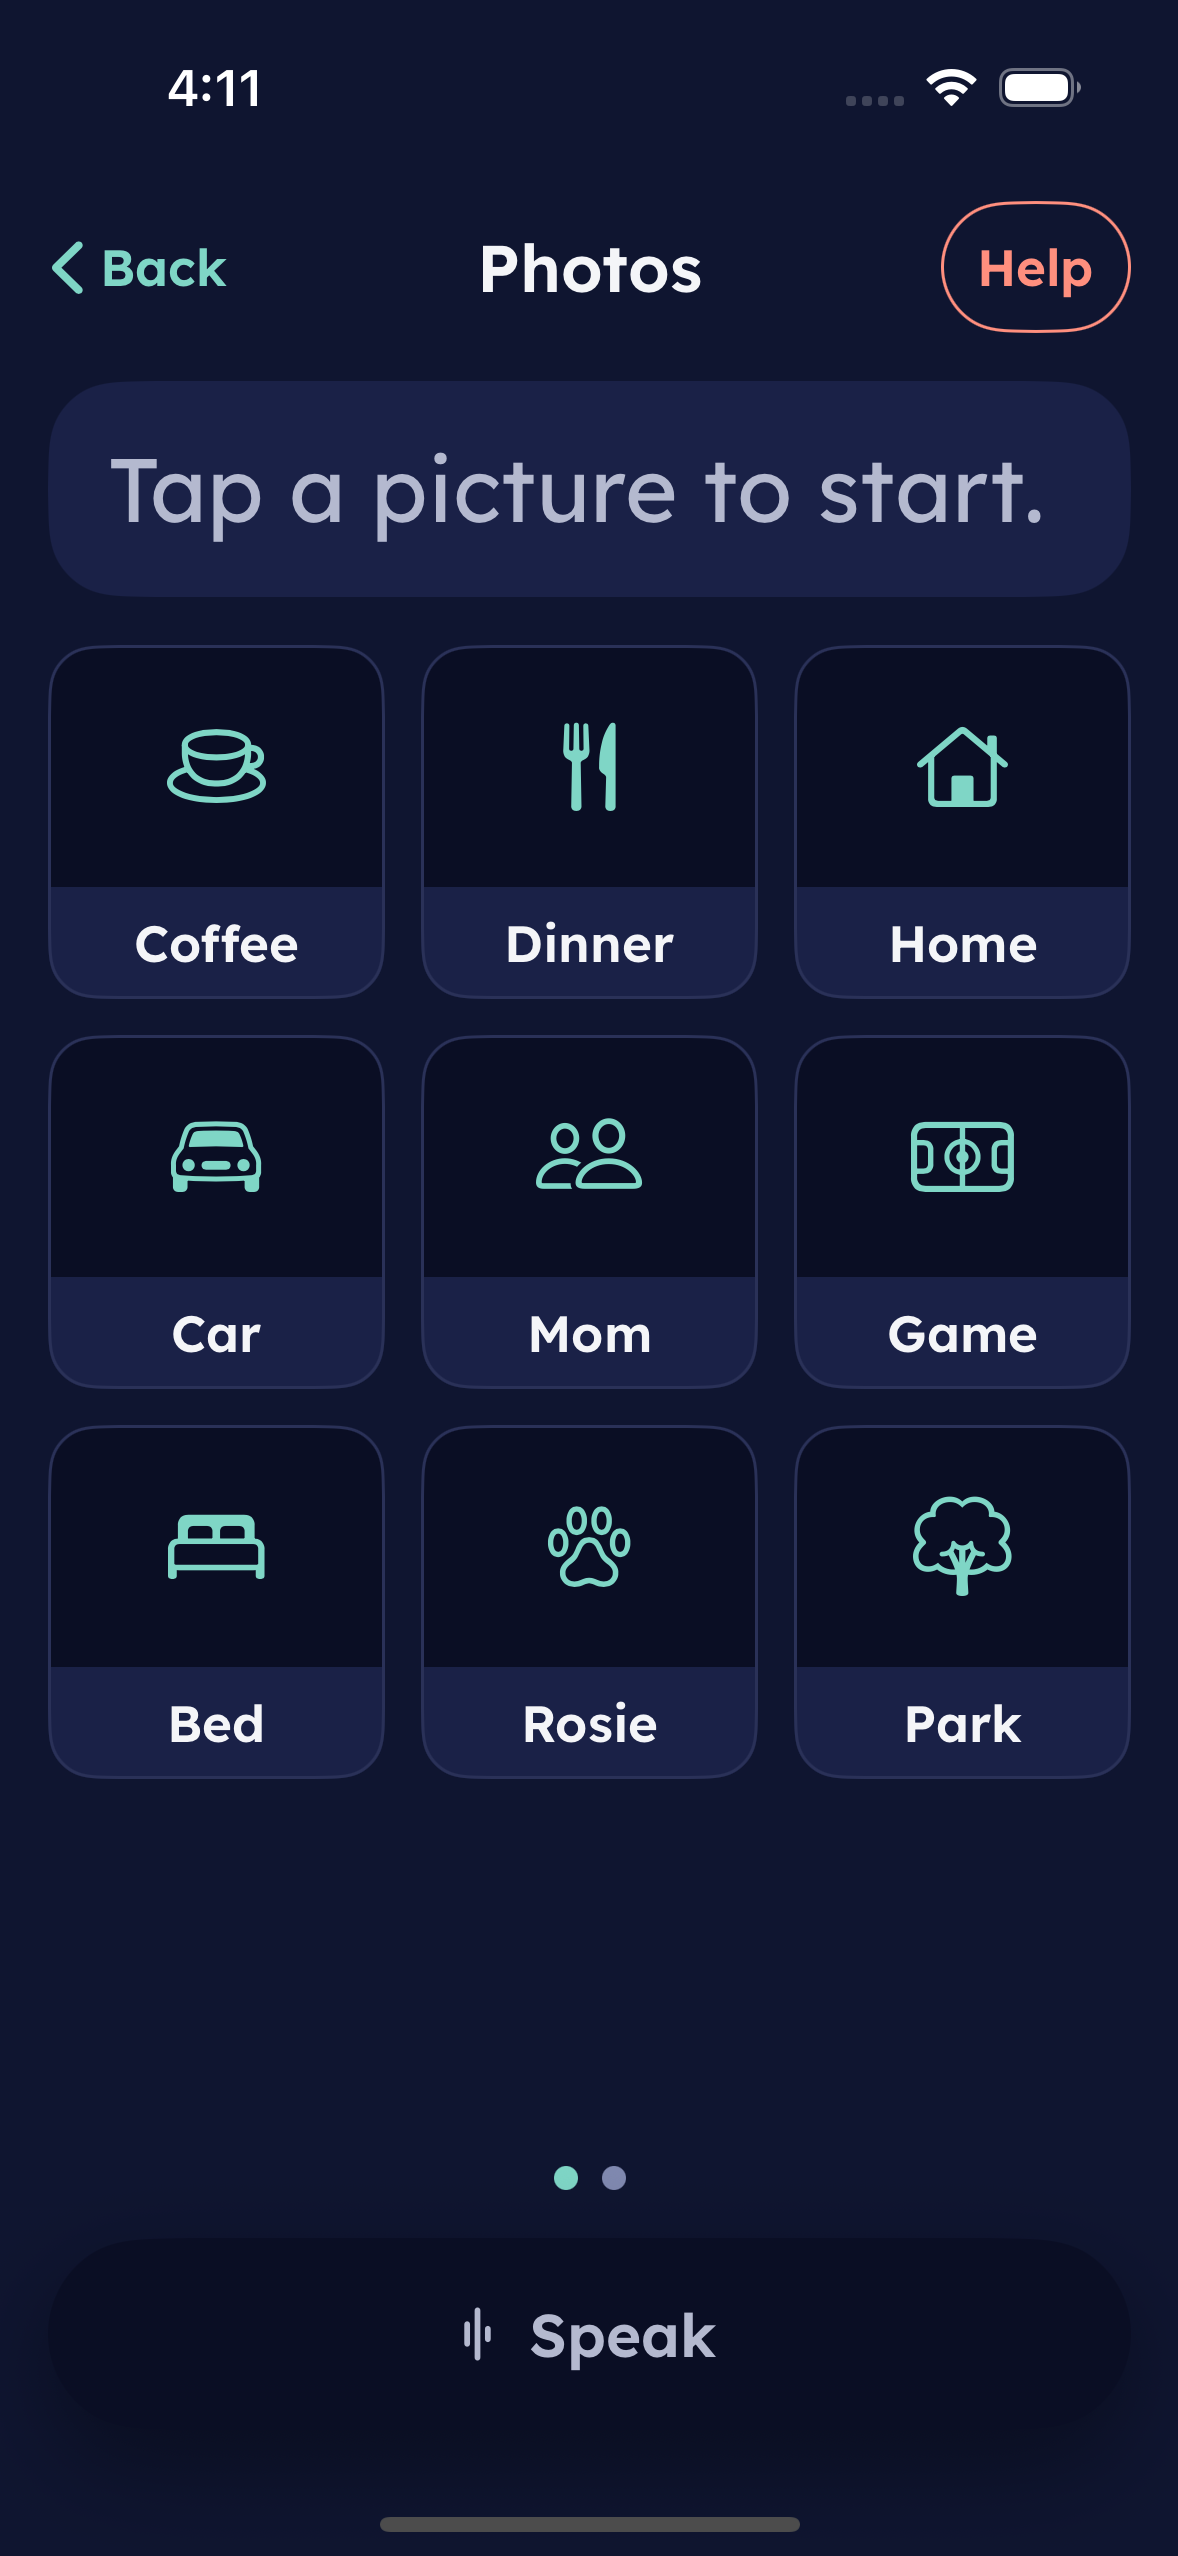 4:11
Back
Photos
Help
Tap a picture to start.
Coffee
Dinner
Home
Car
Mom
Game
Bed
Rosie
Park
Speak